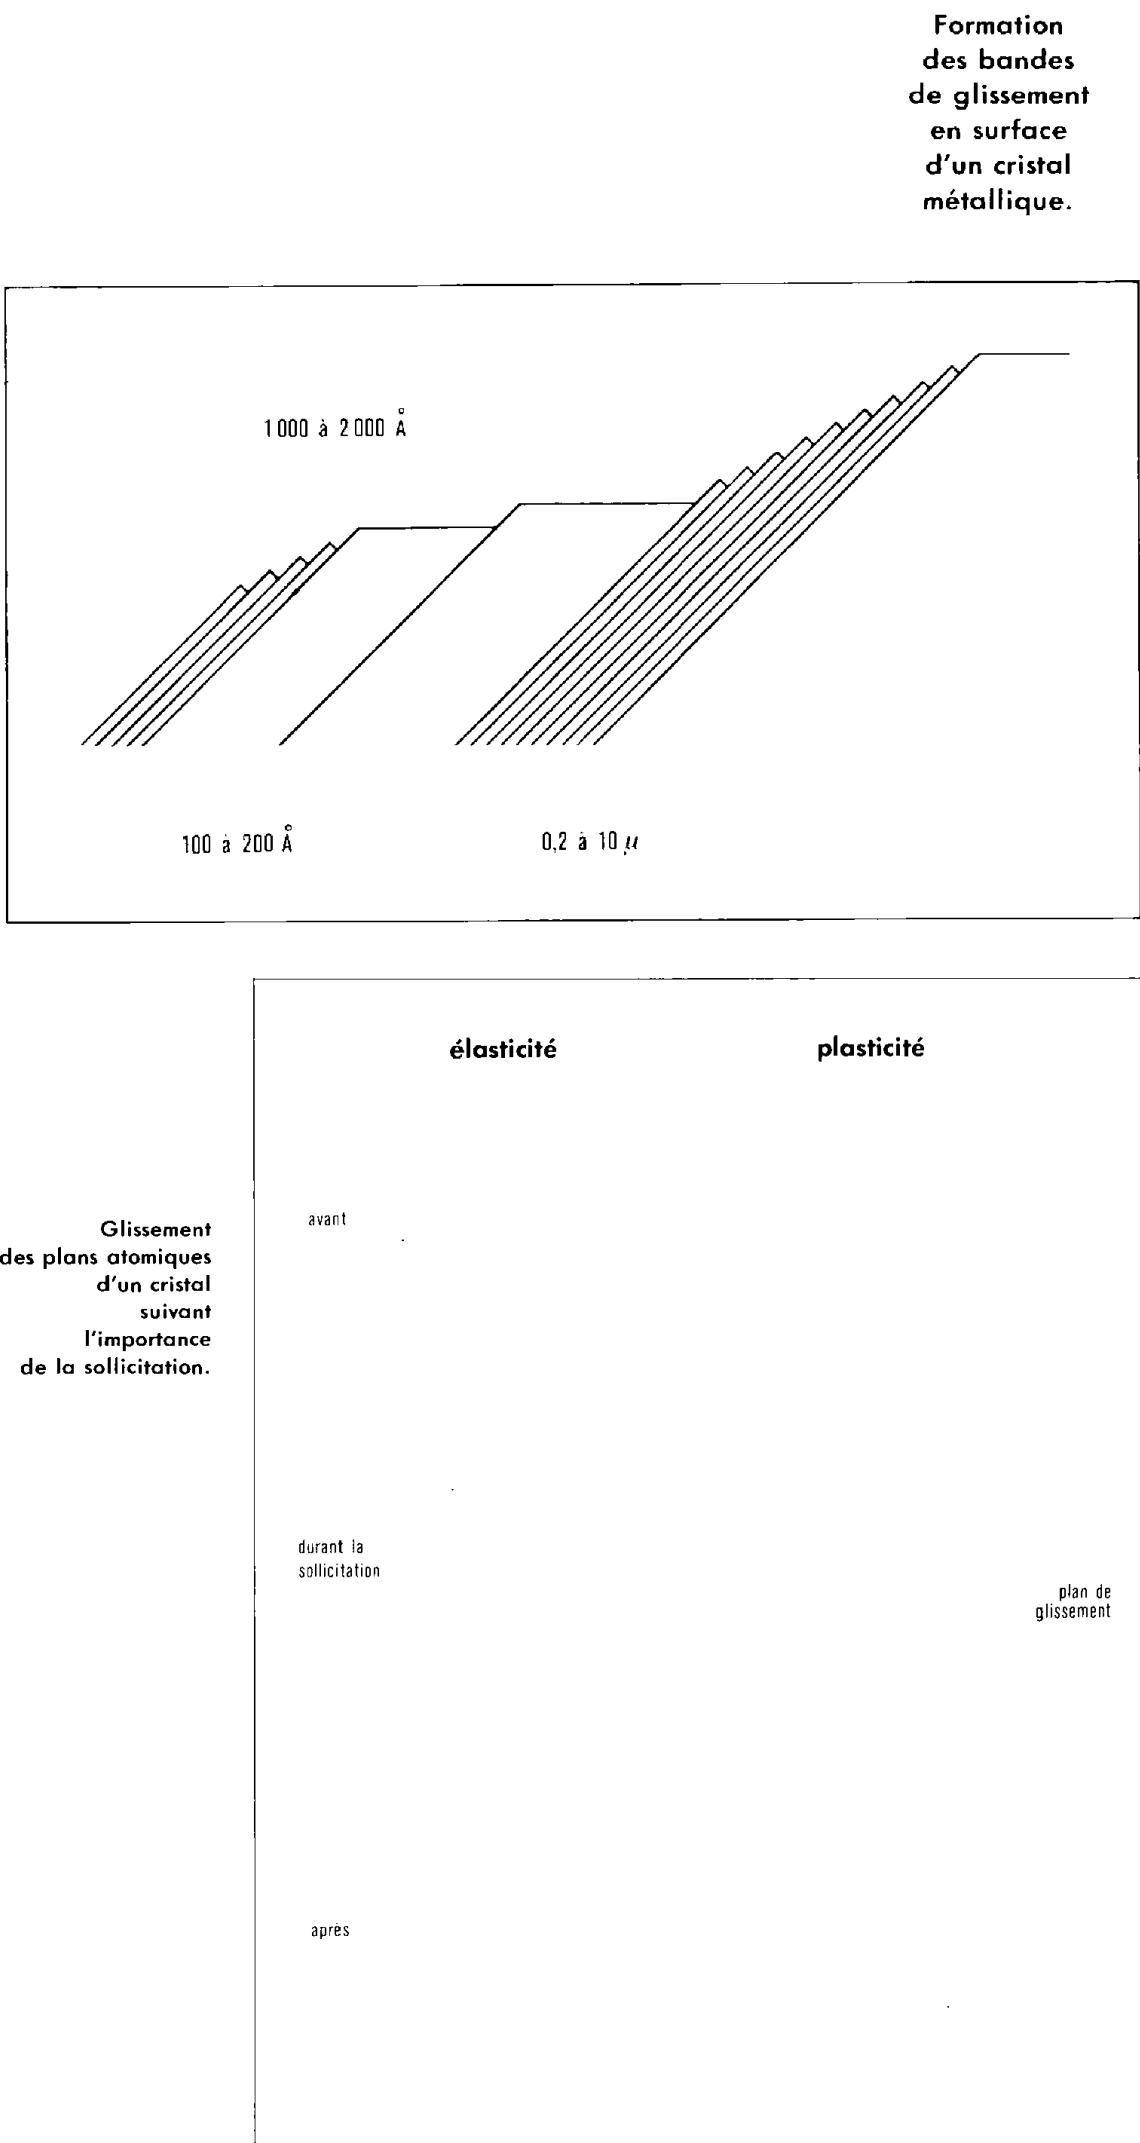 Formation
des bandes
de glissement
en surface
d'un cristal
métallique.
1 000 à 2 000 Å
100 à 200 Å
0,2 à 10 μ
élasticité
plasticité
avant
Glissement
des plans atomiques
d'un cristal
suivant
l'importance
de la sollicitation.
durant la
sollicitation
plan de
glissement
après